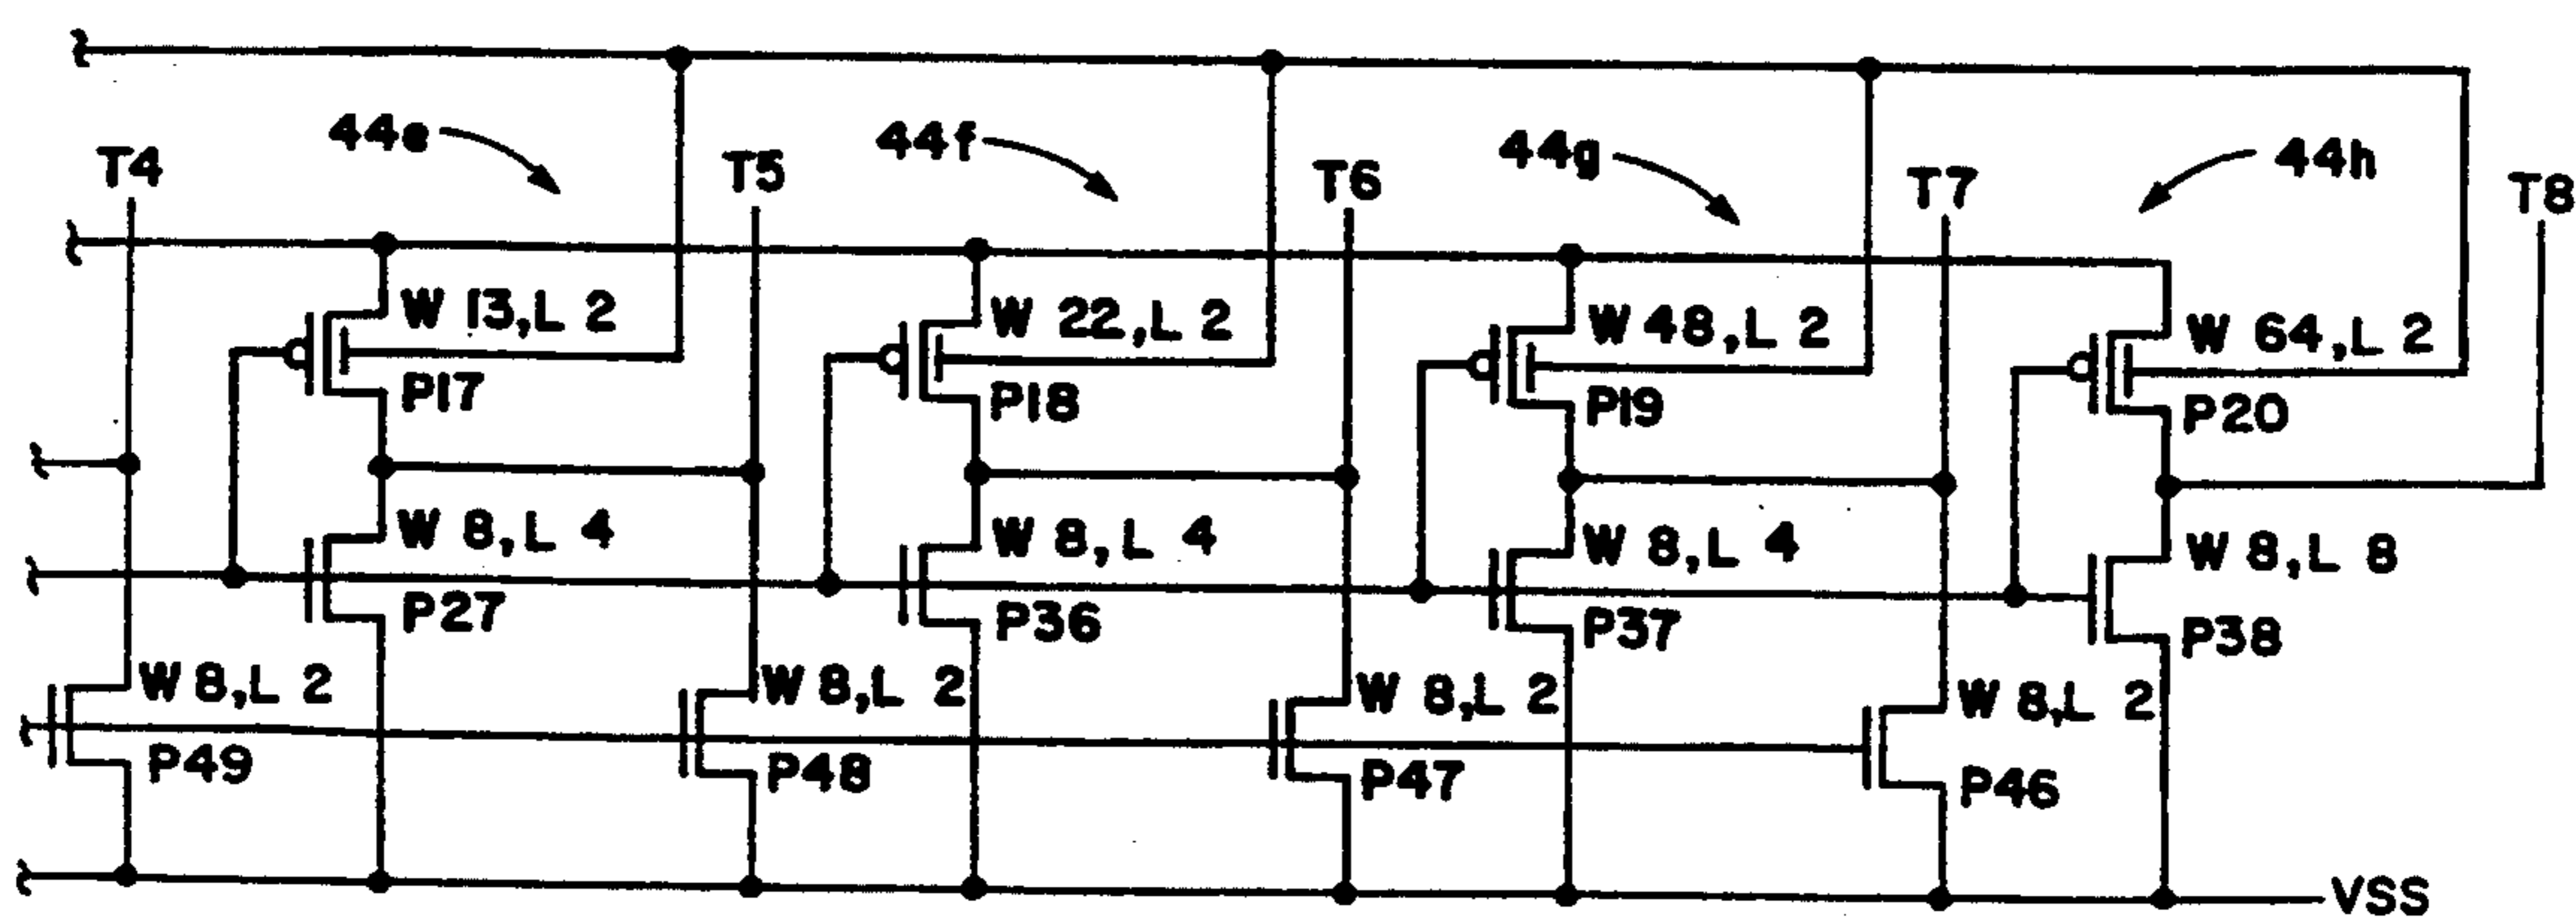 44e
44f
44g
44h
T4
T5
T6
T7
T8
W 13,L 2
P17
W 22,L 2
P18
W 48,L 2
P19
W 64,L 2
P20
W 8,L 4
P27
W 8,L 4
P36
W 8,L 4
P37
W 8,L 8
P38
W 8,L 2
P49
W 8,L 2
P48
W 8,L 2
P47
W 8,L 2
P46
VSS